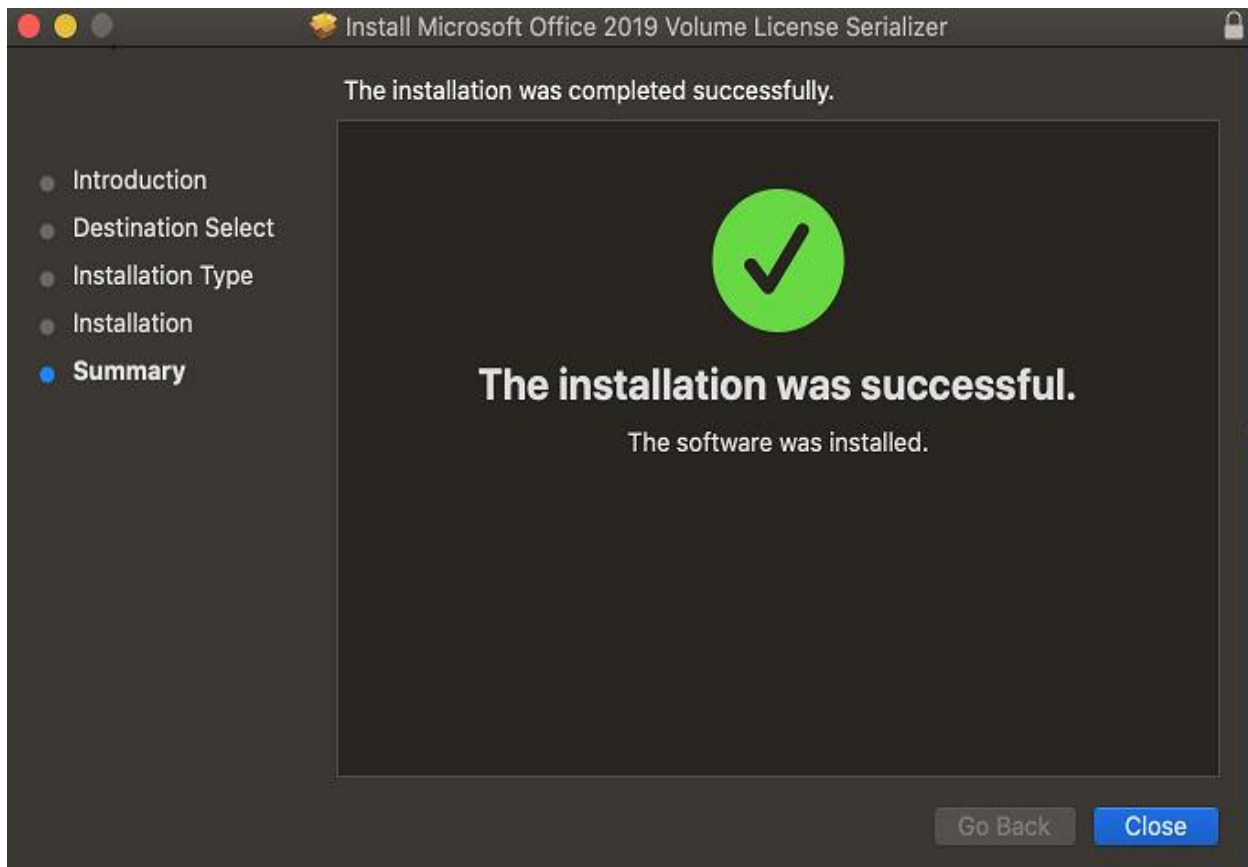 Install Microsoft Office 2019 Volume License Serializer
The installation was completed successfully.
Introduction
Destination Select
Installation Type
Installation
Summary
The installation was successful.
The software was installed.
Go Back
Close